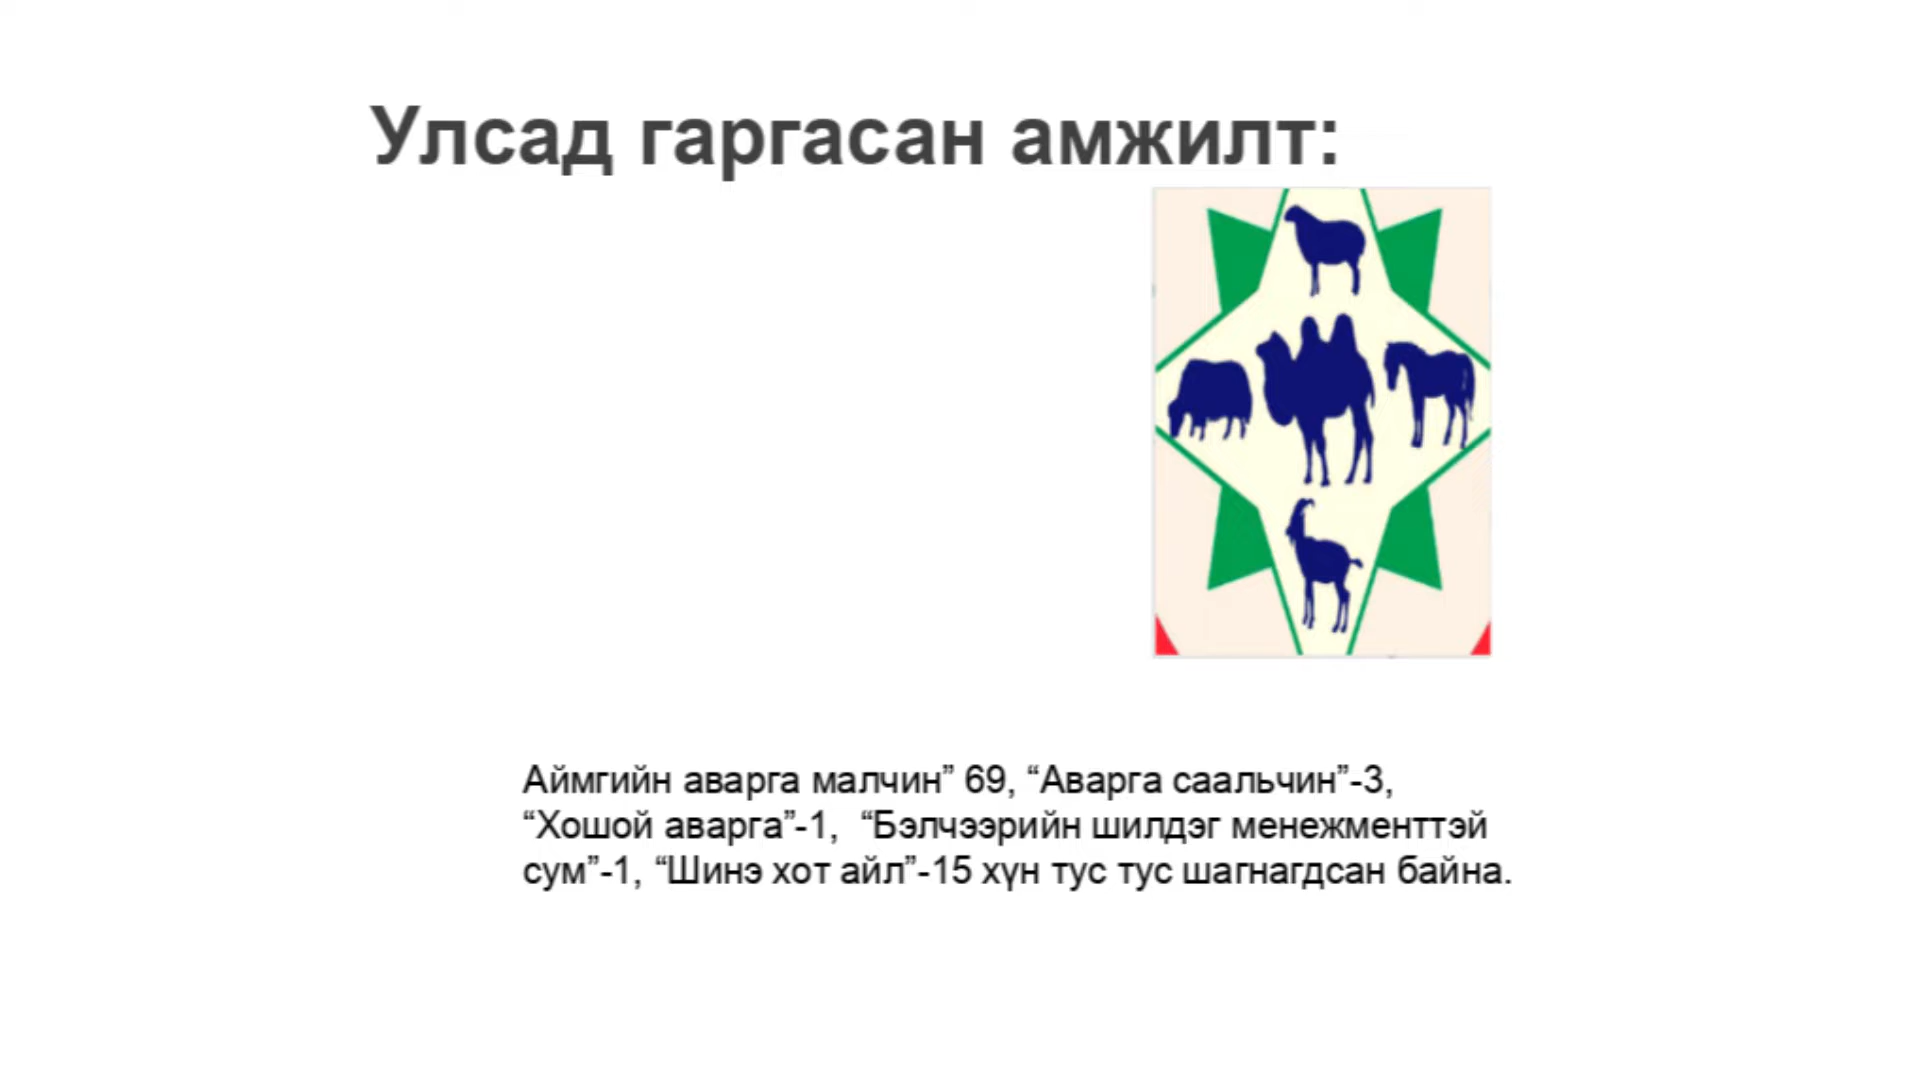 Улсад гаргасан амжилт:
Аймгийн аварга малчин” 69, “Аварга саальчин”-3,
“Хошой аварга”-1,  “Бэлчээрийн шилдэг менежменттэй
сум”-1, “Шинэ хот айл”-15 хүн тус тус шагнагдсан байна.